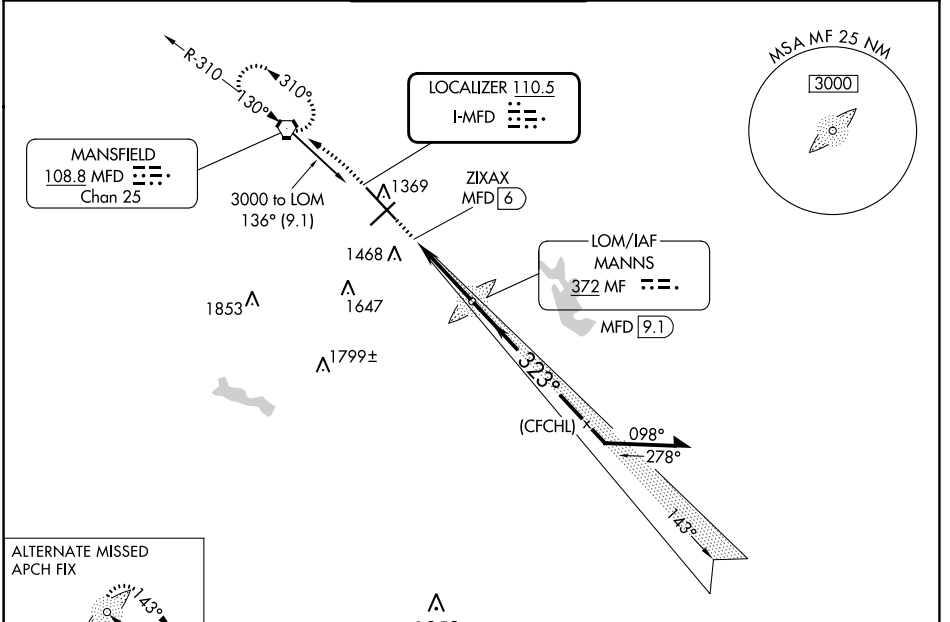 R-310
310°
130°
MSA MF 25 NM
3000
LOCALIZER 110.5
I-MFD
MANSFIELD
108.8 MFD
Chan 25
3000 to LOM
136° (9.1)
1369
ZIXAX
MFD 6
1468
LOM/IAF
MANNS
372 MF
MFD 9.1
1853
1647
1799±
323°
(CFCHL)
098°
278°
143°
ALTERNATE MISSED
APCH FIX
143°